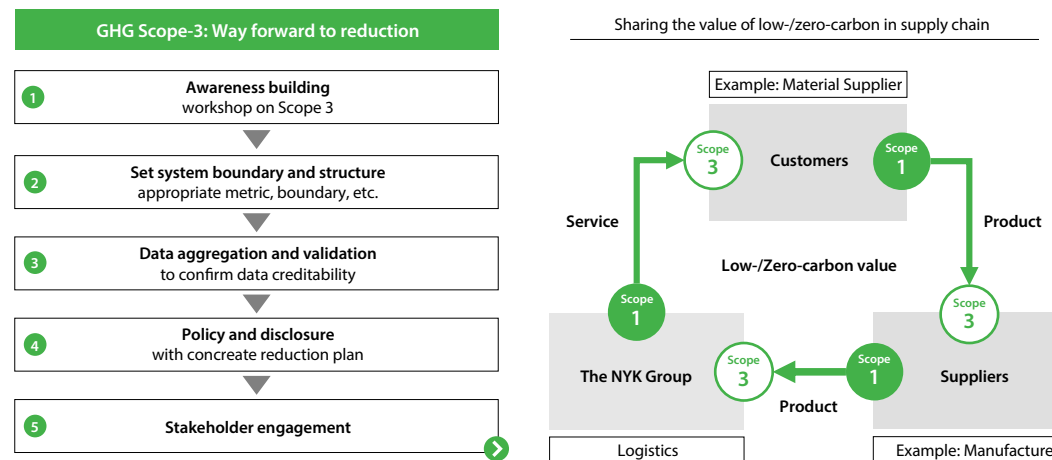 GHG Scope-3: Way forward to reduction
1
Awareness building
workshop on Scope 3
2
Set system boundary and structure
appropriate metric, boundary, etc.
3
Data aggregation and validation
to confirm data creditability
4
Policy and disclosure
with concreate reduction plan
5
Stakeholder engagement
Sharing the value of low-/zero-carbon in supply chain
Example: Material Supplier
Scope
3
Customers
Scope
1
Service
Product
Low-/Zero-carbon value
Scope
1
Scope
3
The NYK Group
Scope
3
Product
Scope
1
Suppliers
Logistics
Example: Manufacture